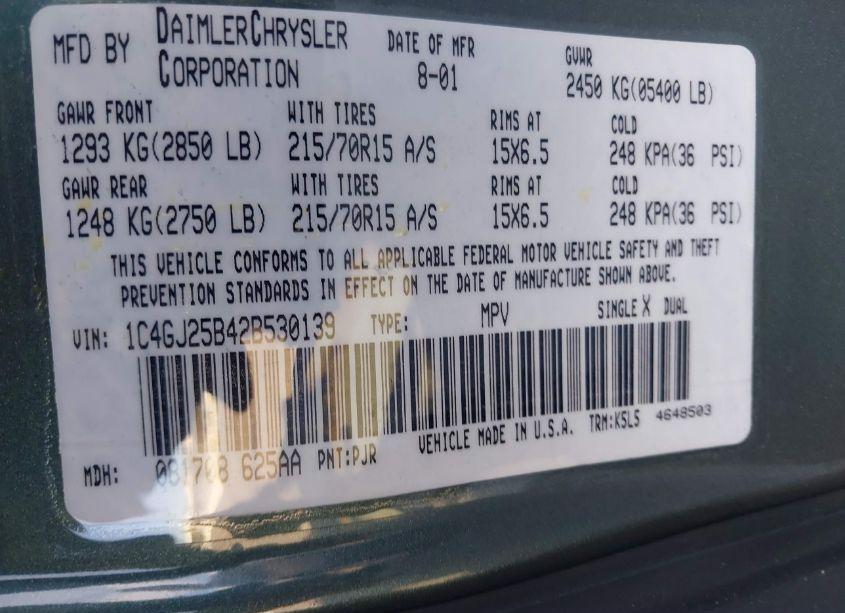 MFD BY DAIMLERCHRYSLER CORPORATION DATE OF MFR 8-01 GVWR 2450 KG(05400 LB)
GAWR FRONT WITH TIRES RIMS AT COLD
1293 KG(2850 LB) 215/70R15 A/S 15X6.5 248 KPA(36 PSI)
GAWR REAR WITH TIRES RIMS AT COLD
1248 KG(2750 LB) 215/70R15 A/S 15X6.5 248 KPA(36 PSI)
THIS VEHICLE CONFORMS TO ALL APPLICABLE FEDERAL MOTOR VEHICLE SAFETY AND THEFT
PREVENTION STANDARDS IN EFFECT ON THE DATE OF MANUFACTURE SHOWN ABOVE.
VIN: 1C4GJ25B42B530139 TYPE: MPV SINGLE X DUAL
MDH: 081708 625AA PNT:PJR VEHICLE MADE IN U.S.A. TRM:K5L5 4648503